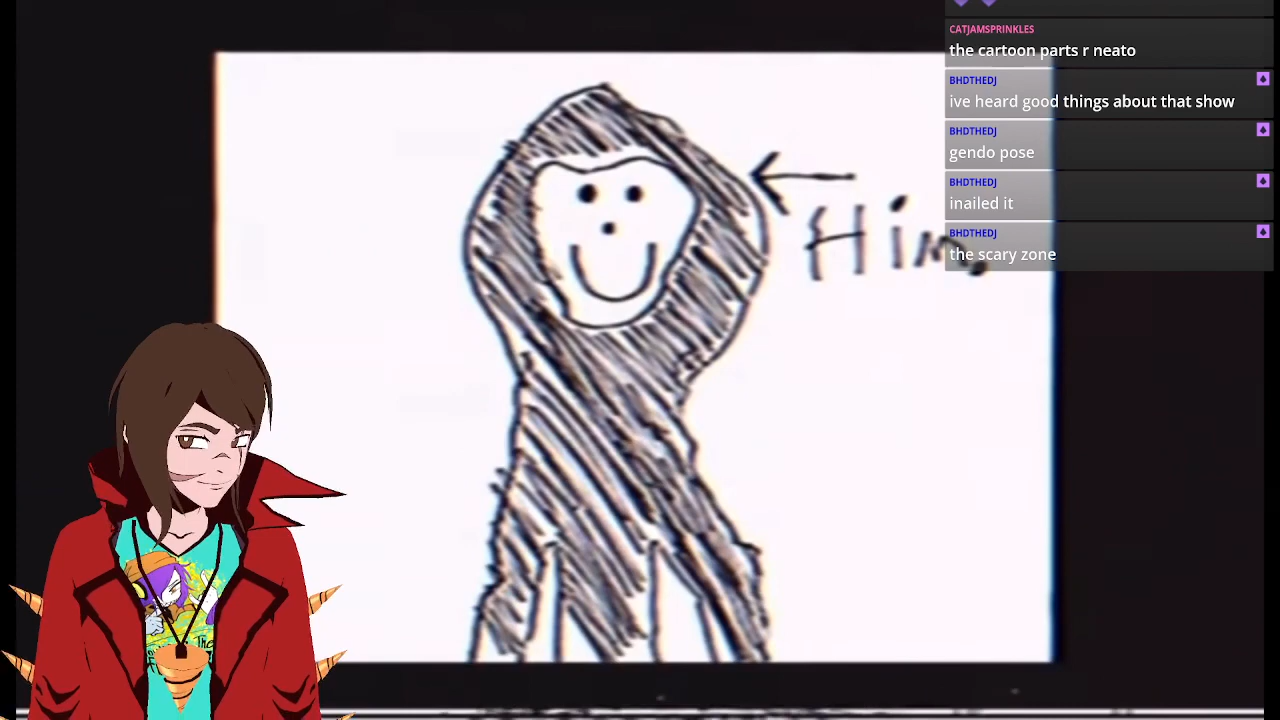 CATJAMSPRINKLES
the cartoon parts r neato
BHDTHEDJ
ive heard good things about that show
BHDTHEDJ
gendo pose
BHDTHEDJ
inailed it
BHDTHEDJ
the scary zone
Him.
The